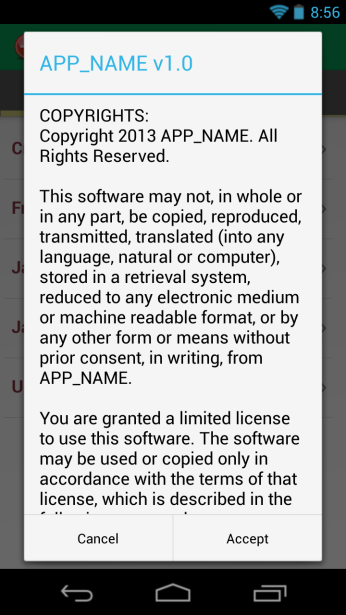 8:56
APP_NAME v1.0
COPYRIGHTS:
Copyright 2013 APP_NAME. All
Rights Reserved.
This software may not, in whole or
in any part, be copied, reproduced,
transmitted, translated (into any
language, natural or computer),
stored in a retrieval system,
reduced to any electronic medium
or machine readable format, or by
any other form or means without
prior consent, in writing, from
APP_NAME.
You are granted a limited license
to use this software. The software
may be used or copied only in
accordance with the terms of that
license, which is described in the
Cancel
Accept